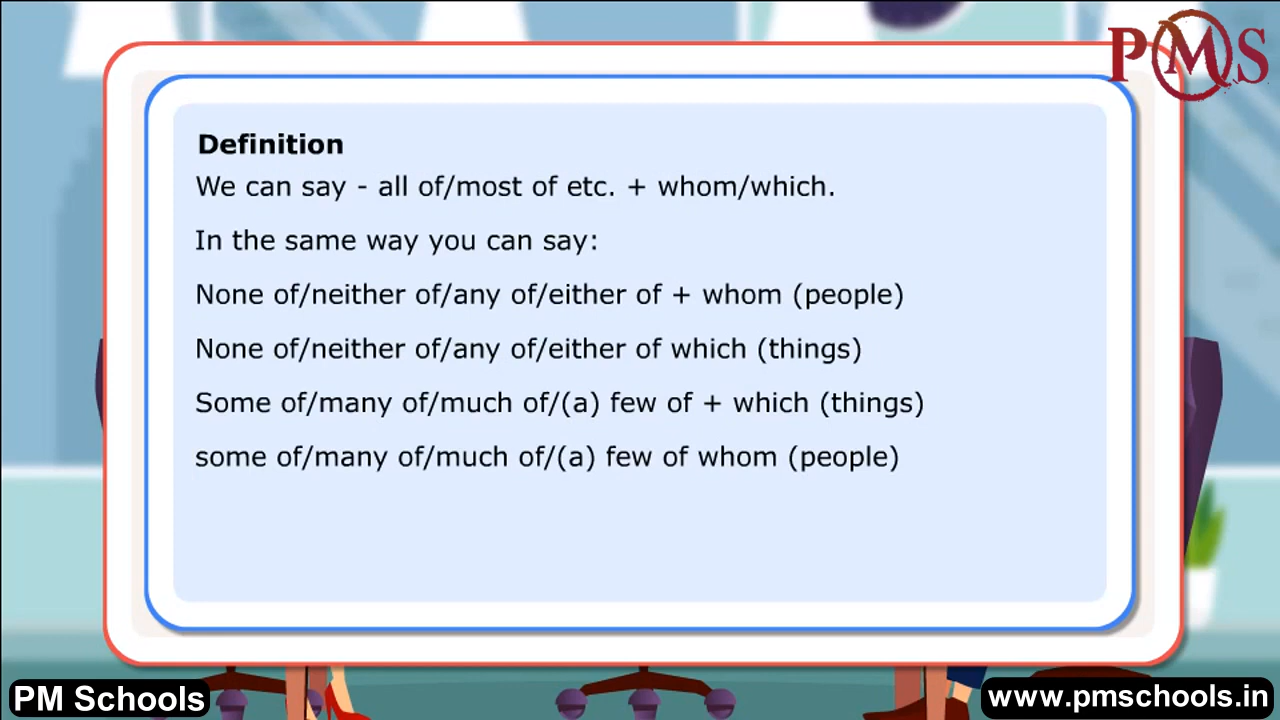 PMS
Definition
We can say - all of/most of etc. + whom/which.
In the same way you can say:
None of/neither of/any of/either of + whom (people)
None of/neither of/any of/either of which (things)
Some of/many of/much of/(a) few of + which (things)
some of/many of/much of/(a) few of whom (people)
PM Schools
www.pmschools.in